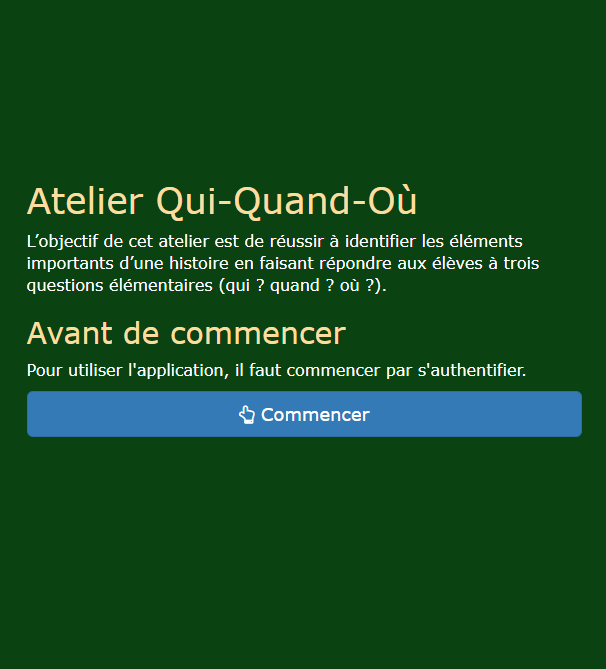 Atelier Qui-Quand-Où
L’objectif de cet atelier est de réussir à identifier les éléments
importants d’une histoire en faisant répondre aux élèves à trois
questions élémentaires (qui ? quand ? où ?).
Avant de commencer
Pour utiliser l'application, il faut commencer par s'authentifier.
Commencer